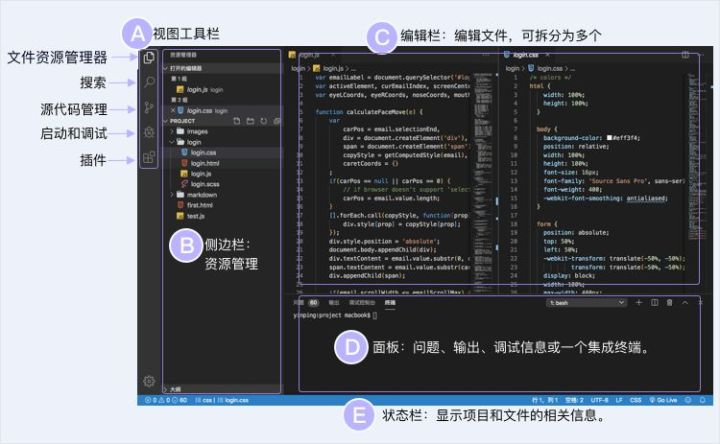 A 视图工具栏
C 编辑栏：编辑文件，可拆分为多个
文件资源管理器
搜索
源代码管理
启动和调试
插件
资源管理器
打开的编辑器
第 1 组
login.js login
第 2 组
login.css login
PROJECT
images
login
login.css
login.html
login.js
login.scss
markdown
first.html
test.js
B 侧边栏：
资源管理
大纲
login.js
login > login.js > ...
var emailLabel = document.querySelector('#log
var activeElement, curEmailIndex, screenCente
var eyeLCoords, eyeRCoords, noseCoords, mouth
function calculateFaceMove(e) {
var
carPos = email.selectionEnd,
div = document.createElement('div'),
span = document.createElement('span'
copyStyle = getComputedStyle(email),
caretCoords = {}
;
if(carPos == null || carPos == 0) {
// if browser doesn't support 'selec
carPos = email.value.length;
}
[].forEach.call(copyStyle, function(prop
div.style[prop] = copyStyle[prop];
});
div.style.position = 'absolute';
document.body.appendChild(div);
div.textContent = email.value.substr(0, c
span.textContent = email.value.substr(car
div.appendChild(span);
login.css
login > login.css > ...
/* colors */
html {
width: 100%;
height: 100%;
}
body {
background-color: #eff3f4;
position: relative;
width: 100%;
height: 100%;
font-size: 16px;
font-family: 'Source Sans Pro', sans-seri
font-weight: 400;
-webkit-font-smoothing: antialiased;
}
form {
position: absolute;
top: 50%;
left: 50%;
-webkit-transform: translate(-50%, -50%);
transform: translate(-50%, -50%);
display: block;
width: 100%;
问题 60 输出 调试控制台 终端
1: bash
yinping:project macbook$
D 面板：问题、输出、调试信息或一个集成终端。
0 0 60 css | login.css
行 1, 列 1 空格: 2 UTF-8 LF CSS Go Live
E 状态栏：显示项目和文件的相关信息。